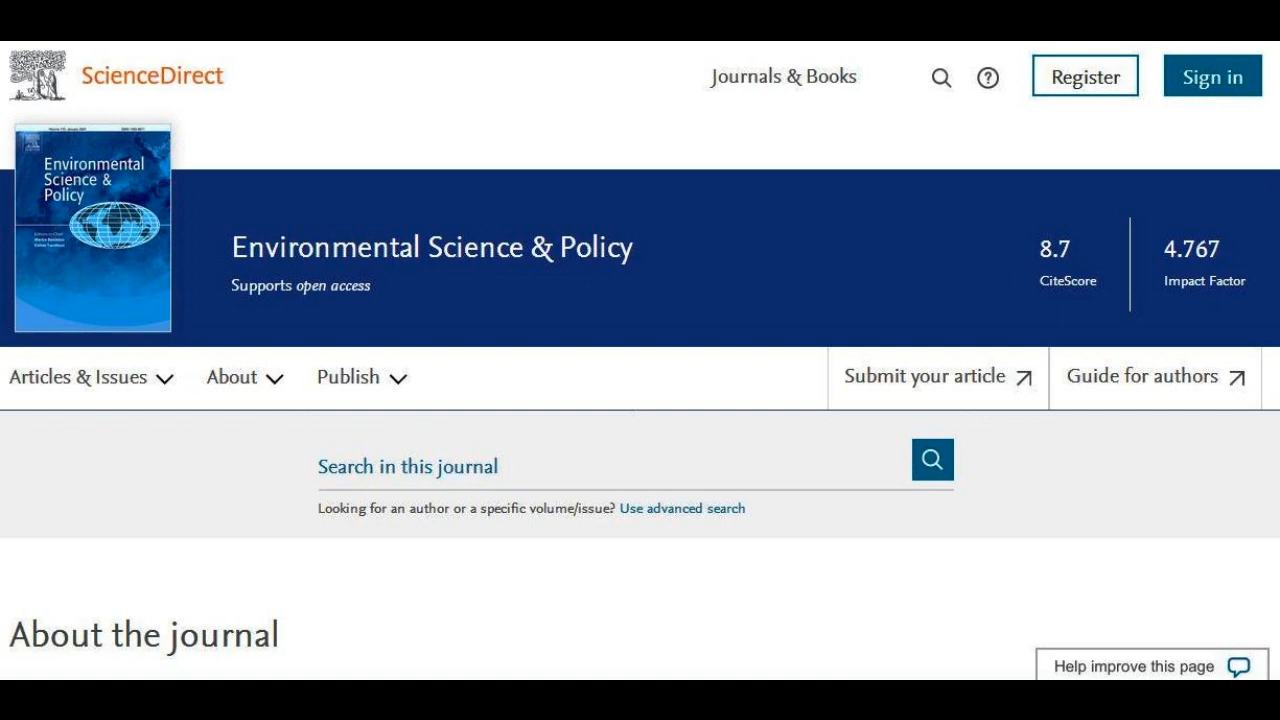 ScienceDirect
Journals & Books
Register
Sign in
Environmental
Science &
Policy
Environmental Science & Policy
Supports open access
8.7
CiteScore
4.767
Impact Factor
Articles & Issues
About
Publish
Submit your article
Guide for authors
Search in this journal
Looking for an author or a specific volume/issue? Use advanced search
About the journal
Help improve this page